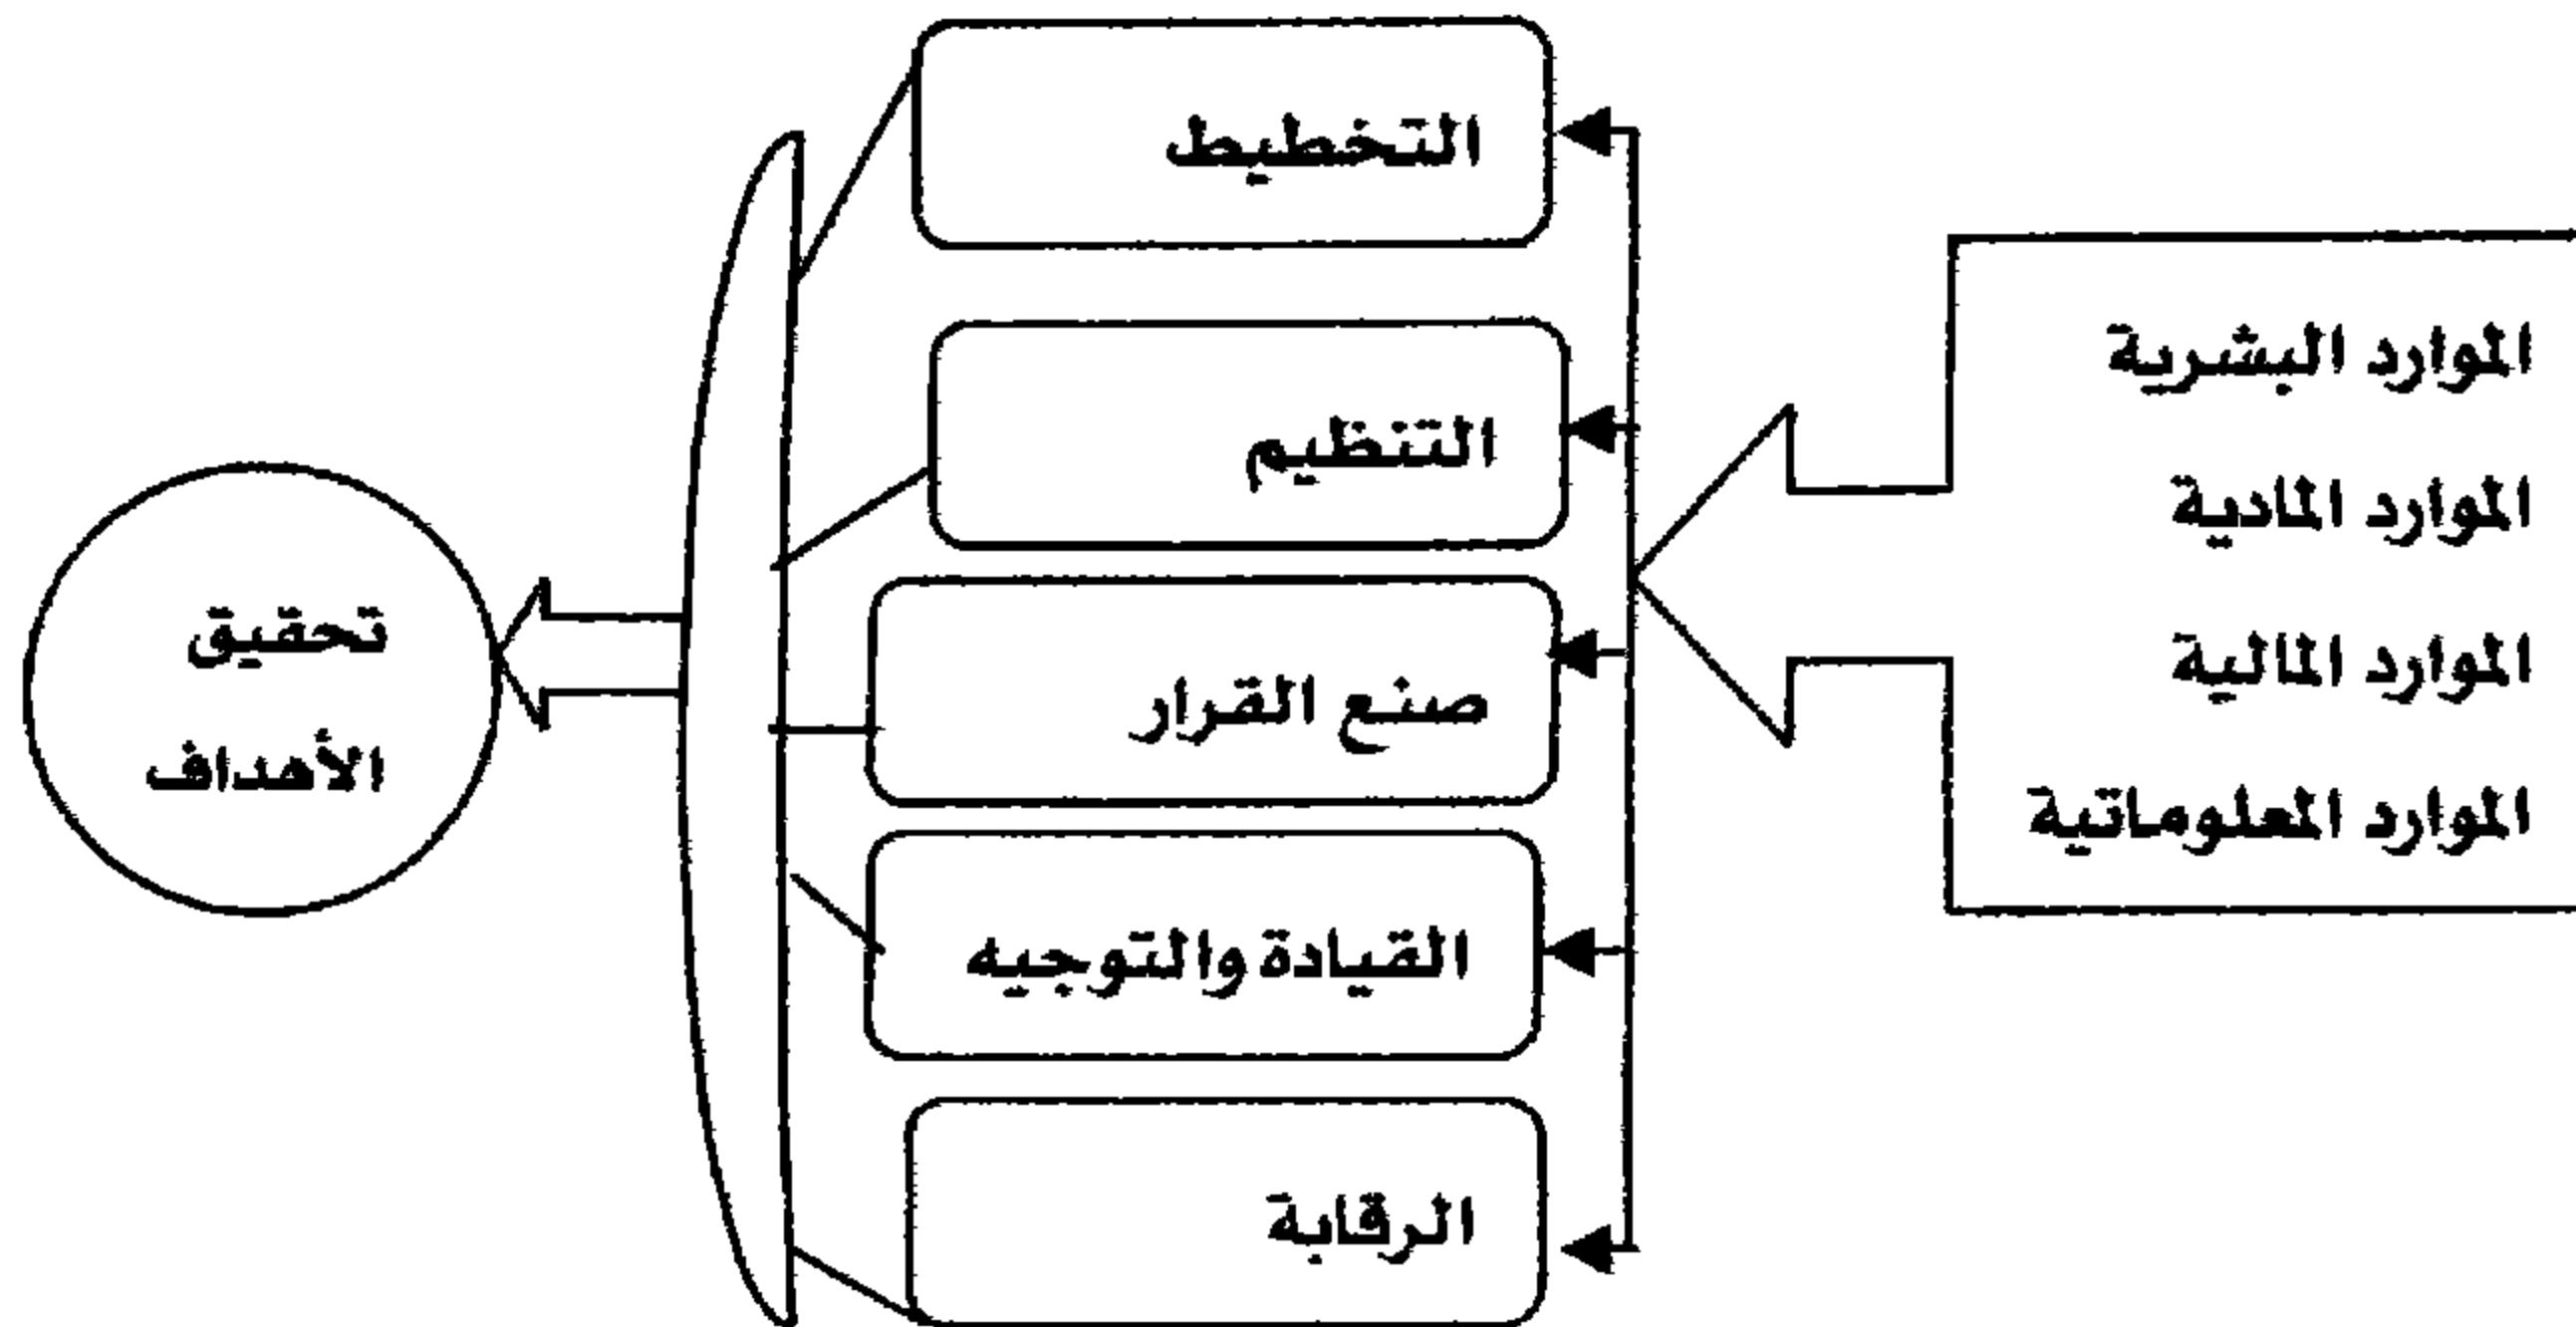 الموارد البشرية
الموارد المادية
الموارد المالية
الموارد المعلوماتية
التخطيط
التنظيم
صنع القرار
القيادة والتوجيه
الرقابة
تحقيق
الأهداف